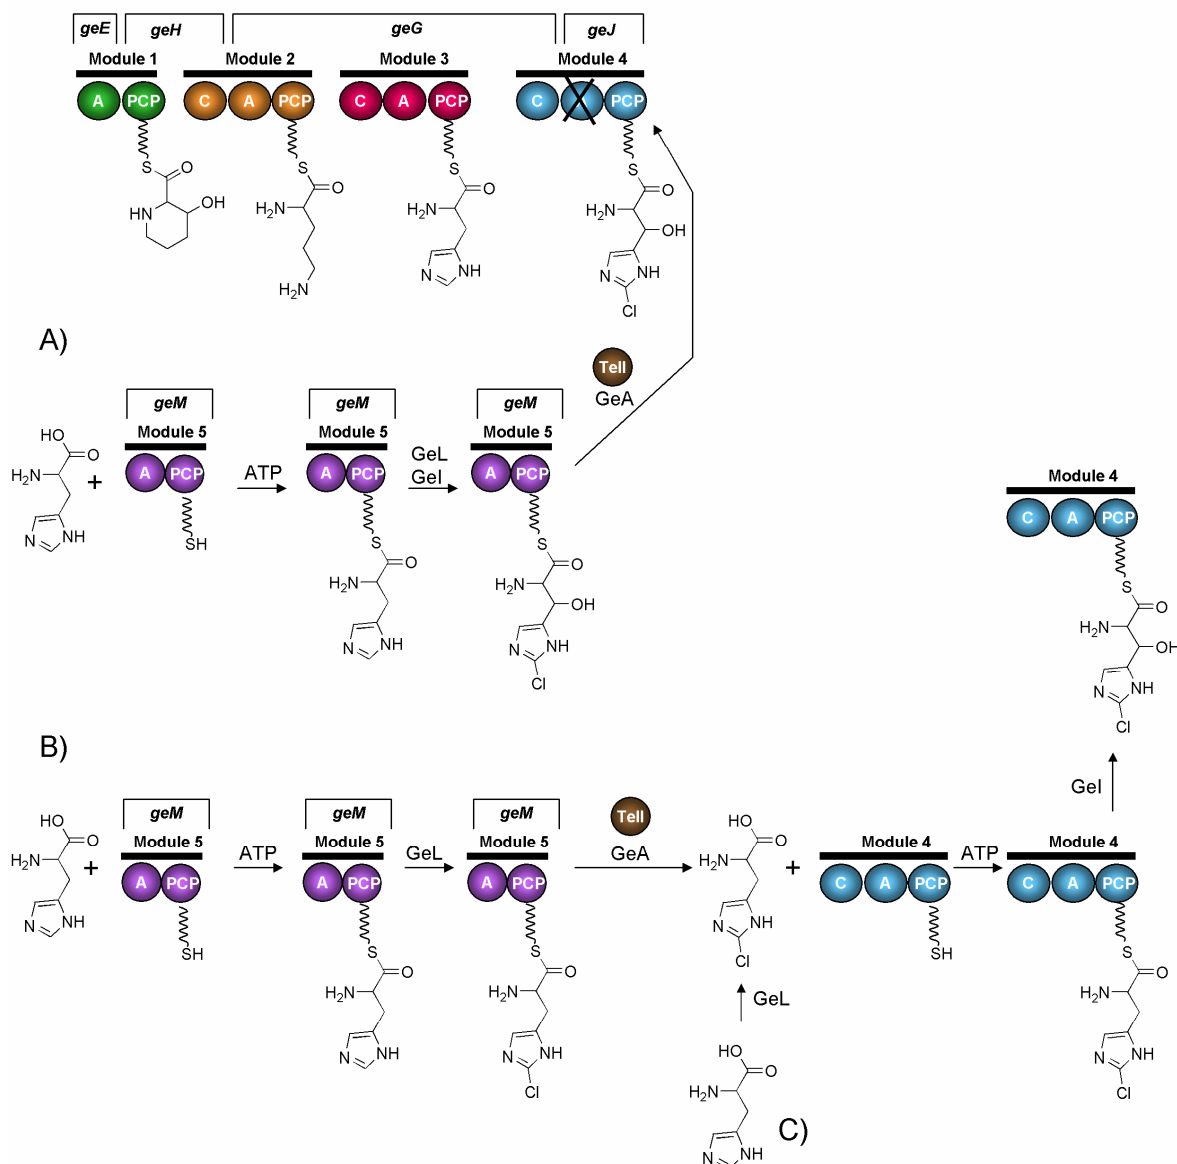 geE geH geG geJ
Module 1 Module 2 Module 3 Module 4
A PCP C A PCP C A PCP C PCP
S O S O S O S O
HN OH H2N H2N H2N OH
H2N N NH N NH
Cl
A)
TeII
GeA
geM geM geM
Module 5 Module 5 Module 5
HO O H2N NH N + A PCP SH ATP A PCP GeL GeI A PCP
S O H2N N NH S O H2N OH N NH Cl
Module 4
C A PCP
S O
H2N OH
N NH
Cl
B)
GeI
geM geM geM TeII
Module 5 Module 5 Module 5 GeA Module 4 ATP Module 4
HO O H2N N NH + A PCP SH ATP A PCP GeL A PCP HO O H2N N NH Cl + C A PCP SH C A PCP
S O H2N N NH S O H2N N NH Cl S O H2N N NH Cl
GeL
HO O
H2N
N NH
C)